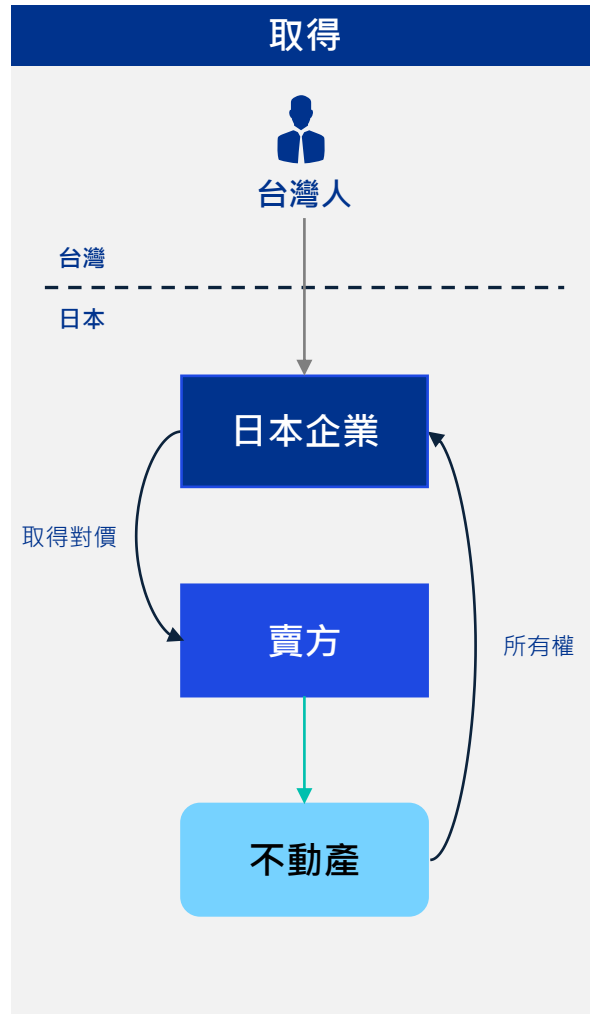 取得
台灣人
台灣
日本
日本企業
取得對價
賣方
所有權
不動產